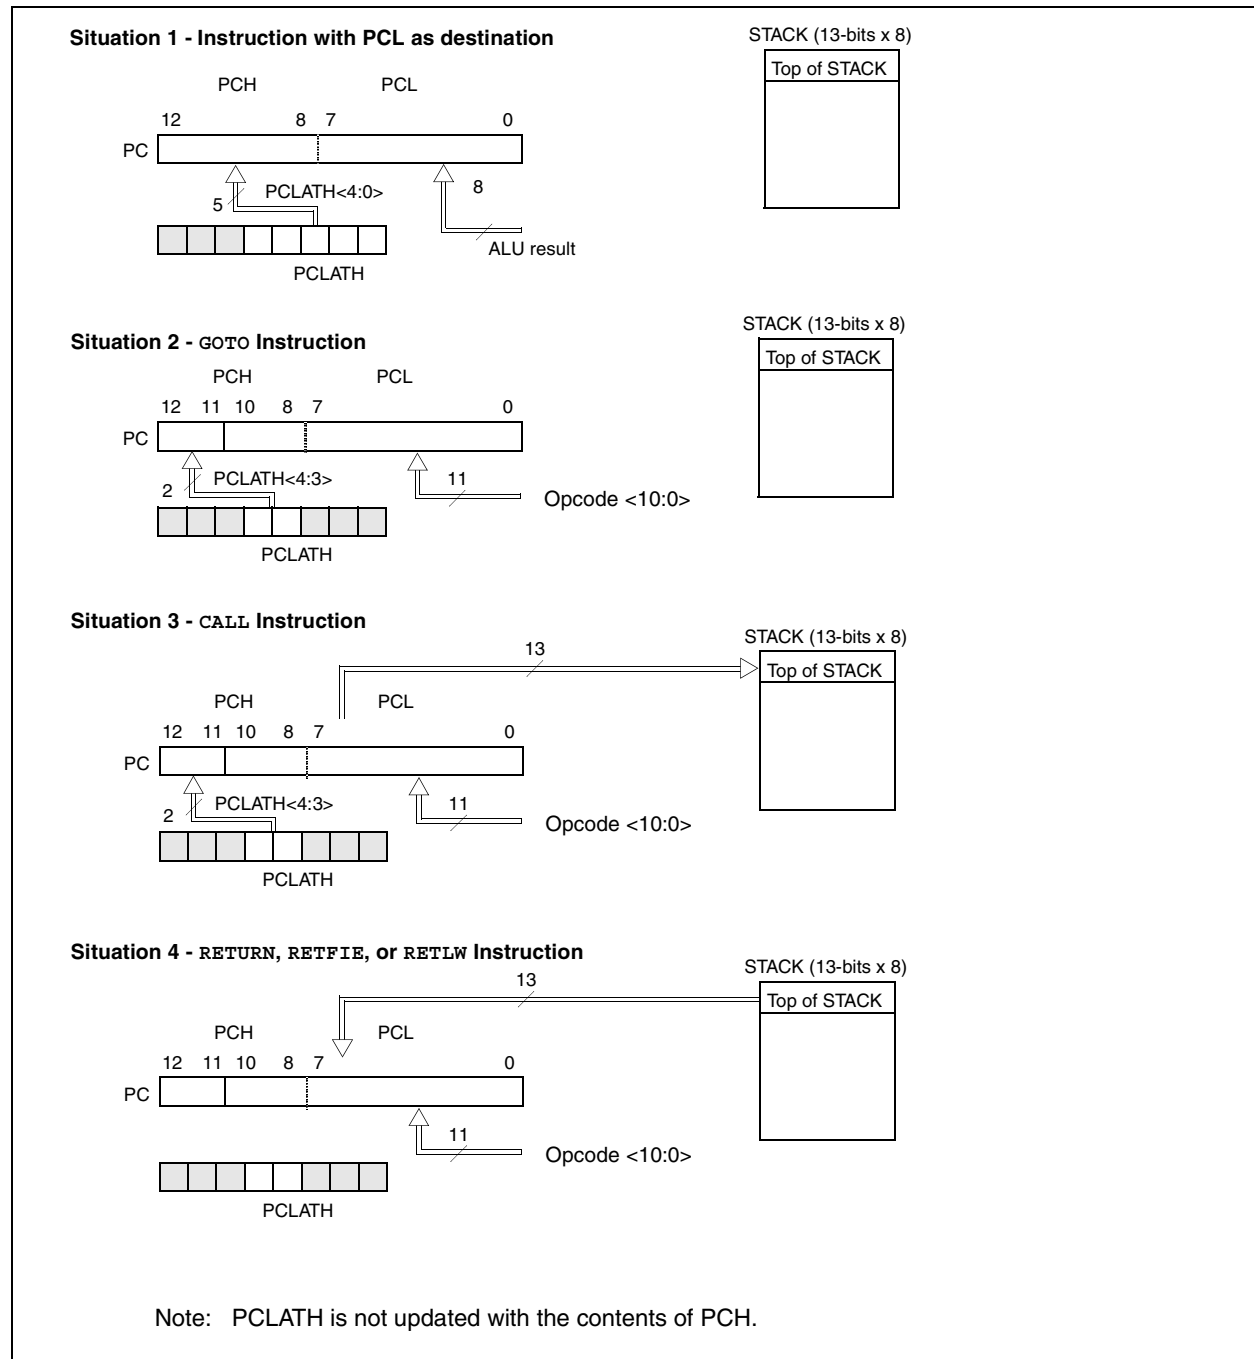 Situation 1 - Instruction with PCL as destination
STACK (13-bits x 8)
Top of STACK
PCH PCL
12 8 7 0
PC
5 PCLATH<4:0> 8
ALU result
PCLATH
Situation 2 - GOTO Instruction
STACK (13-bits x 8)
Top of STACK
PCH PCL
12 11 10 8 7 0
PC
2 PCLATH<4:3> 11
Opcode <10:0>
PCLATH
Situation 3 - CALL Instruction
13
STACK (13-bits x 8)
Top of STACK
PCH PCL
12 11 10 8 7 0
PC
2 PCLATH<4:3> 11
Opcode <10:0>
PCLATH
Situation 4 - RETURN, RETFIE, or RETLW Instruction
13
STACK (13-bits x 8)
Top of STACK
PCH PCL
12 11 10 8 7 0
PC
11
Opcode <10:0>
PCLATH
Note: PCLATH is not updated with the contents of PCH.